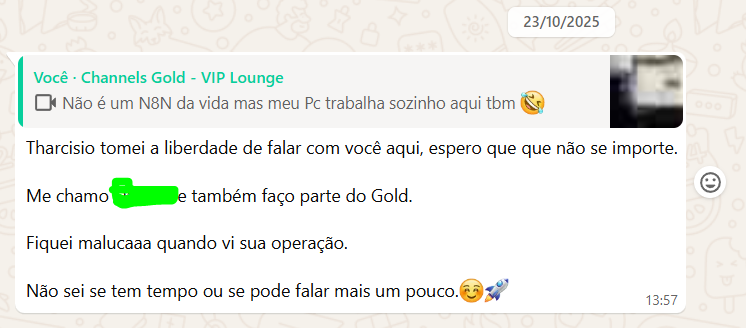 23/10/2025
Você · Channels Gold - VIP Lounge
Não é um N8N da vida mas meu Pc trabalha sozinho aqui tbm 🤣
Tharcisio tomei a liberdade de falar com você aqui, espero que que não se importe.
Me chamo e também faço parte do Gold.
Fiquei malucaaa quando vi sua operação.
Não sei se tem tempo ou se pode falar mais um pouco.☺️🚀
13:57